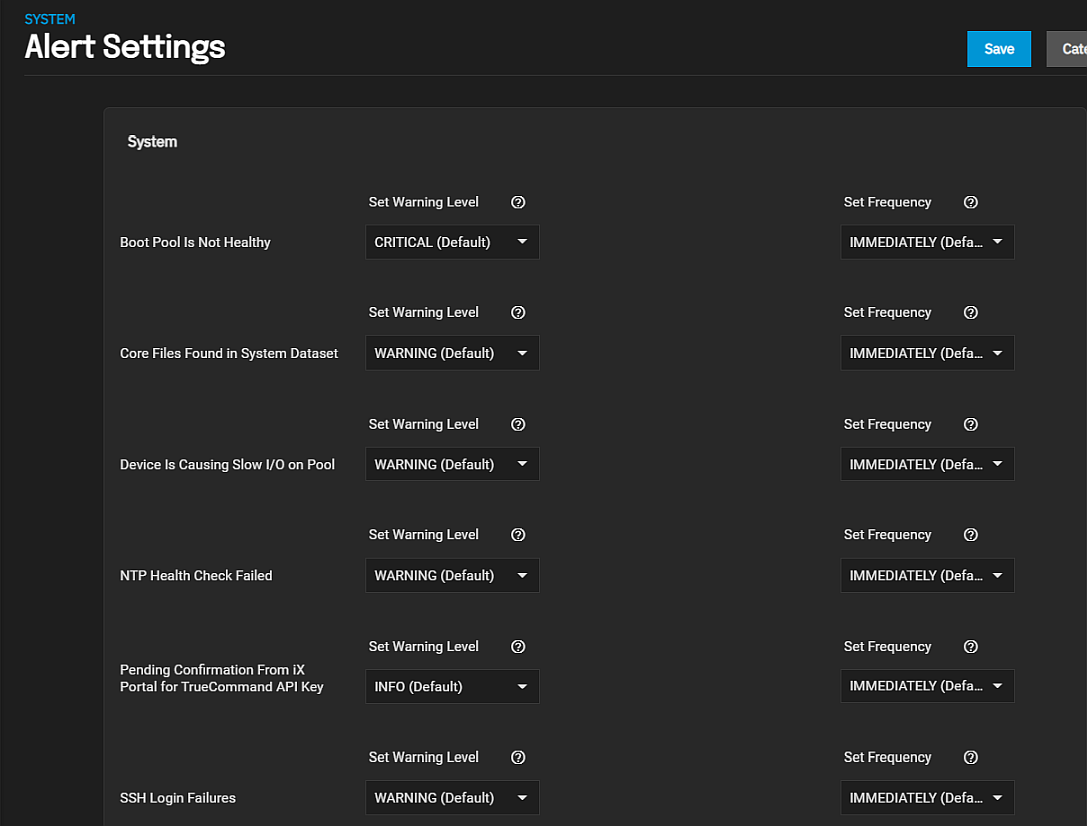 SYSTEM
Alert Settings
Save
Cate
System
Set Warning Level
Set Frequency
Boot Pool Is Not Healthy
CRITICAL (Default)
IMMEDIATELY (Defa...
Set Warning Level
Set Frequency
Core Files Found in System Dataset
WARNING (Default)
IMMEDIATELY (Defa...
Set Warning Level
Set Frequency
Device Is Causing Slow I/O on Pool
WARNING (Default)
IMMEDIATELY (Defa...
Set Warning Level
Set Frequency
NTP Health Check Failed
WARNING (Default)
IMMEDIATELY (Defa...
Set Warning Level
Set Frequency
Pending Confirmation From iX
Portal for TrueCommand API Key
INFO (Default)
IMMEDIATELY (Defa...
Set Warning Level
Set Frequency
SSH Login Failures
WARNING (Default)
IMMEDIATELY (Defa...